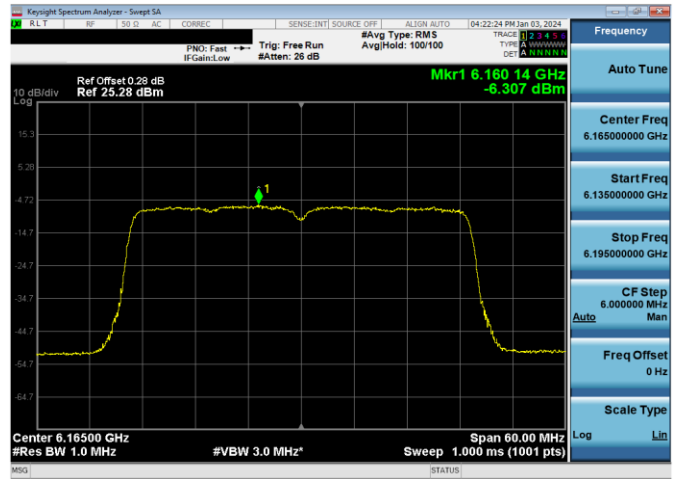 Keysight Spectrum Analyzer - Swept SA
RLT RF 50 Ω AC CORREC SENSE:INT SOURCE OFF ALIGN AUTO 04:22:24 PM Jan 03, 2024
PNO: Fast Trig: Free Run #Avg Type: RMS TRACE 1 2 3 4 5 6
IFGain:Low #Atten: 26 dB Avg|Hold: 100/100 TYPE A WWWWW
DET A N N N N N
Ref Offset 0.28 dB Mkr1 6.160 14 GHz
10 dB/div Ref 25.28 dBm -6.307 dBm
Log
15.3
5.28
1
-4.72
-14.7
-24.7
-34.7
-44.7
-54.7
-64.7
Center 6.16500 GHz Span 60.00 MHz
#Res BW 1.0 MHz #VBW 3.0 MHz* Sweep 1.000 ms (1001 pts)
MSG STATUS
Frequency
Auto Tune
Center Freq
6.165000000 GHz
Start Freq
6.135000000 GHz
Stop Freq
6.195000000 GHz
CF Step
6.000000 MHz
Auto Man
Freq Offset
0 Hz
Scale Type
Log Lin